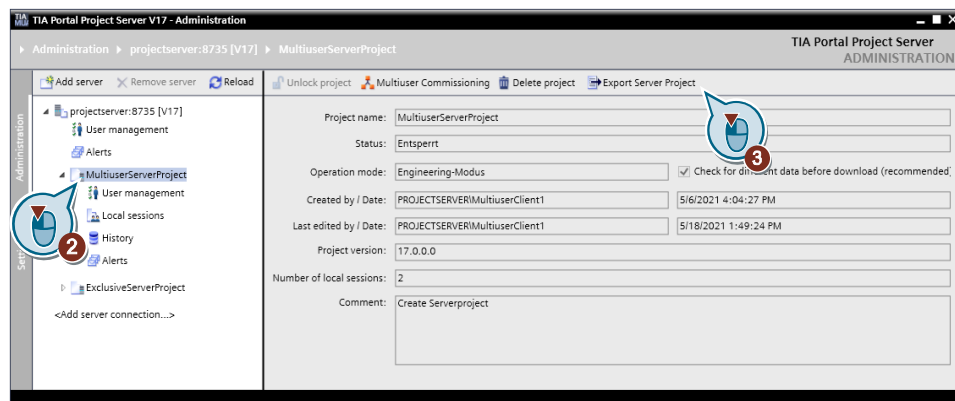 TIA Portal Project Server V17 - Administration
Administration projectserver:8735 [V17] MultiuserServerProject
TIA Portal Project Server
ADMINISTRATION
Add server Remove server Reload
Unlock project Multiuser Commissioning Delete project Export Server Project
Administration
projectserver:8735 [V17]
User management
Alerts
MultiuserServerProject
User management
Local sessions
History
Alerts
ExclusiveServerProject
<Add server connection...>
2
3
Project name: MultiuserServerProject
Status: Entsperrt
Operation mode: Engineering-Modus
Check for data before download (recommended)
Created by / Date: PROJECTSERVER\MultiuserClient1 5/6/2021 4:04:27 PM
Last edited by / Date: PROJECTSERVER\MultiuserClient1 5/18/2021 1:49:24 PM
Project version: 17.0.0.0
Number of local sessions: 2
Comment: Create Serverproject